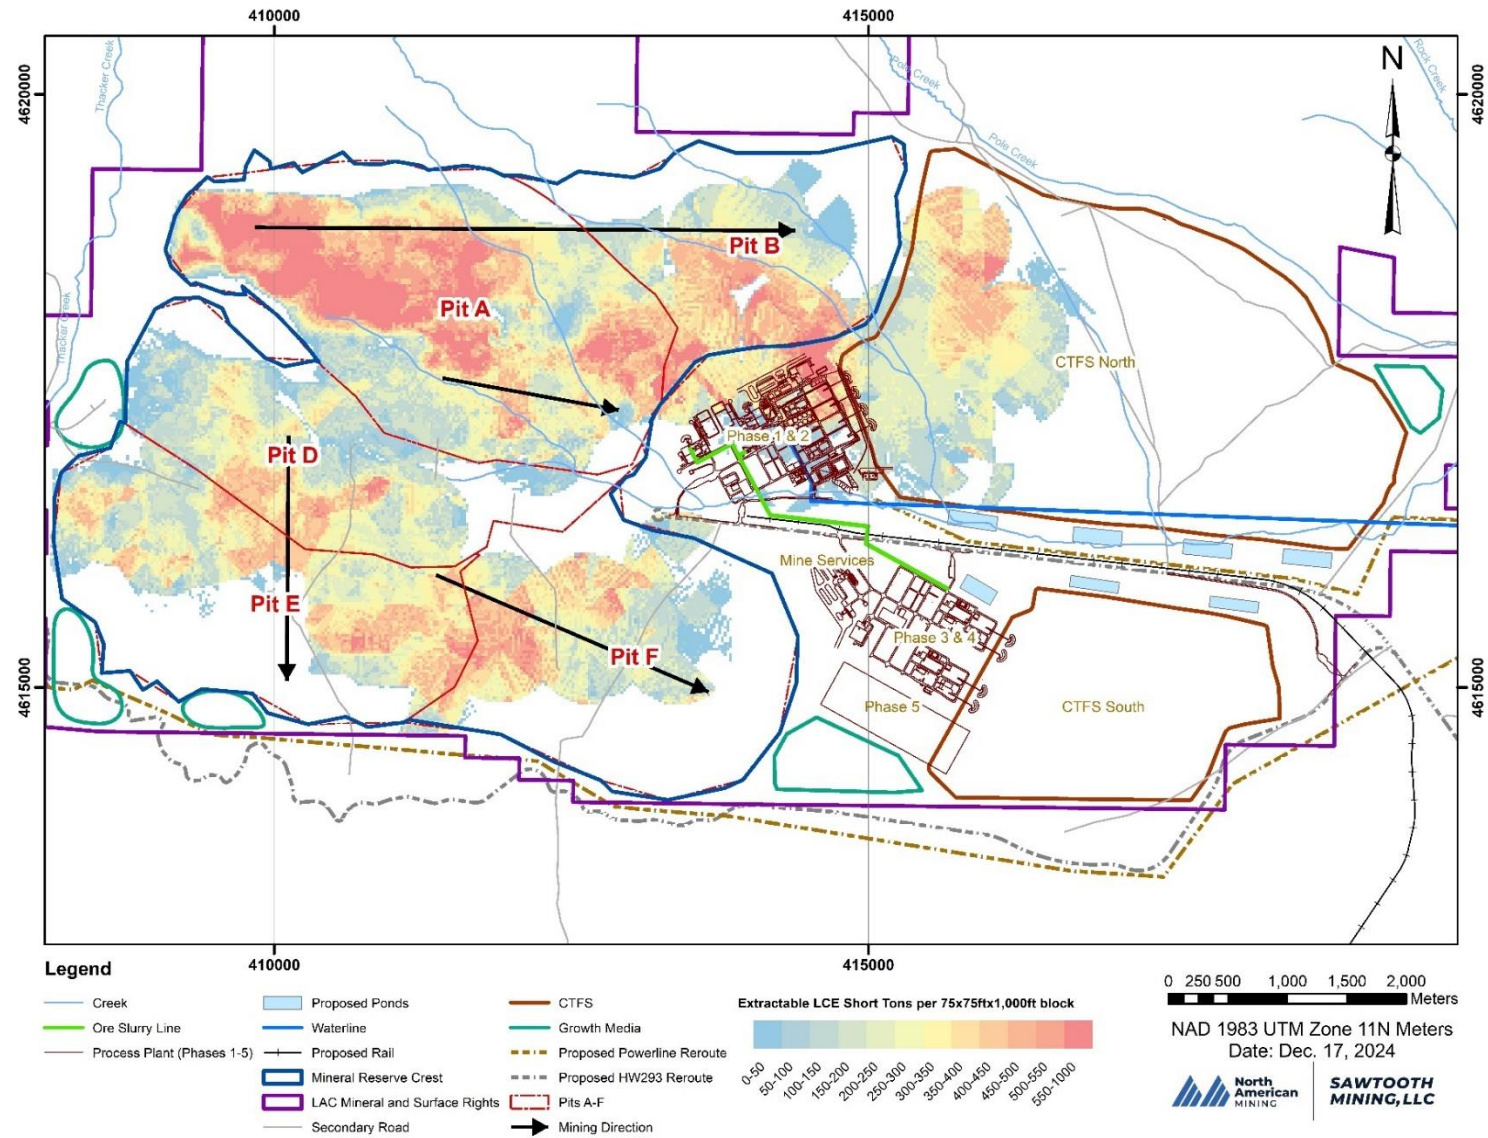 410000
415000
4620000
4620000
Thacker Creek
Pole Creek
Rock Creek
N
Pole Creek
Pit B
Pit A
Thacker Creek
CTFS North
Phase 1 & 2
Pit D
Mine Services
Pit E
Phase 3 & 4
Pit F
4615000
4615000
Phase 5
CTFS South
410000
415000
Legend
Creek
Ore Slurry Line
Process Plant (Phases 1-5)
Proposed Ponds
Waterline
Proposed Rail
Mineral Reserve Crest
LAC Mineral and Surface Rights
Secondary Road
CTFS
Growth Media
Proposed Powerline Reroute
Proposed HW293 Reroute
Pits A-F
Mining Direction
Extractable LCE Short Tons per 75x75ftx1,000ft block
0-50
50-100
100-150
150-200
200-250
250-300
300-350
350-400
400-450
450-500
500-550
550-1000
0 250 500 1,000 1,500 2,000
Meters
NAD 1983 UTM Zone 11N Meters
Date: Dec. 17, 2024
North
American
MINING
SAWTOOTH
MINING, LLC